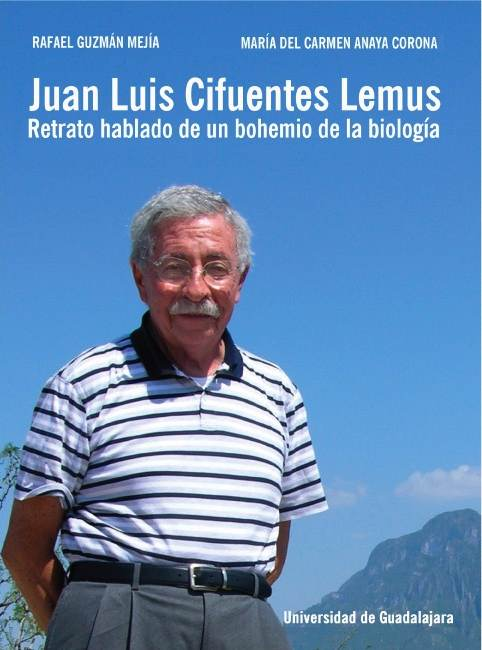 RAFAEL GUZMÁN MEJÍA
MARÍA DEL CARMEN ANAYA CORONA
Juan Luis Cifuentes Lemus
Retrato hablado de un bohemio de la biología
Universidad de Guadalajara